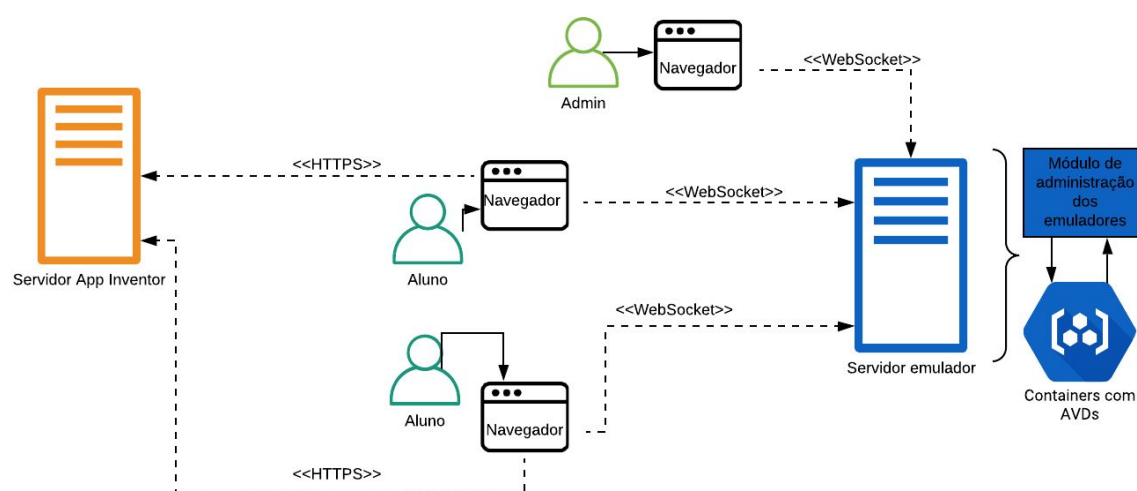 Navegador
<<WebSocket>>
Admin
<<HTTPS>>
Navegador
<<WebSocket>>
Módulo de
administração
dos
emuladores
Aluno
Servidor App Inventor
<<WebSocket>>
Servidor emulador
Containers com
AVDs
Aluno
Navegador
<<HTTPS>>